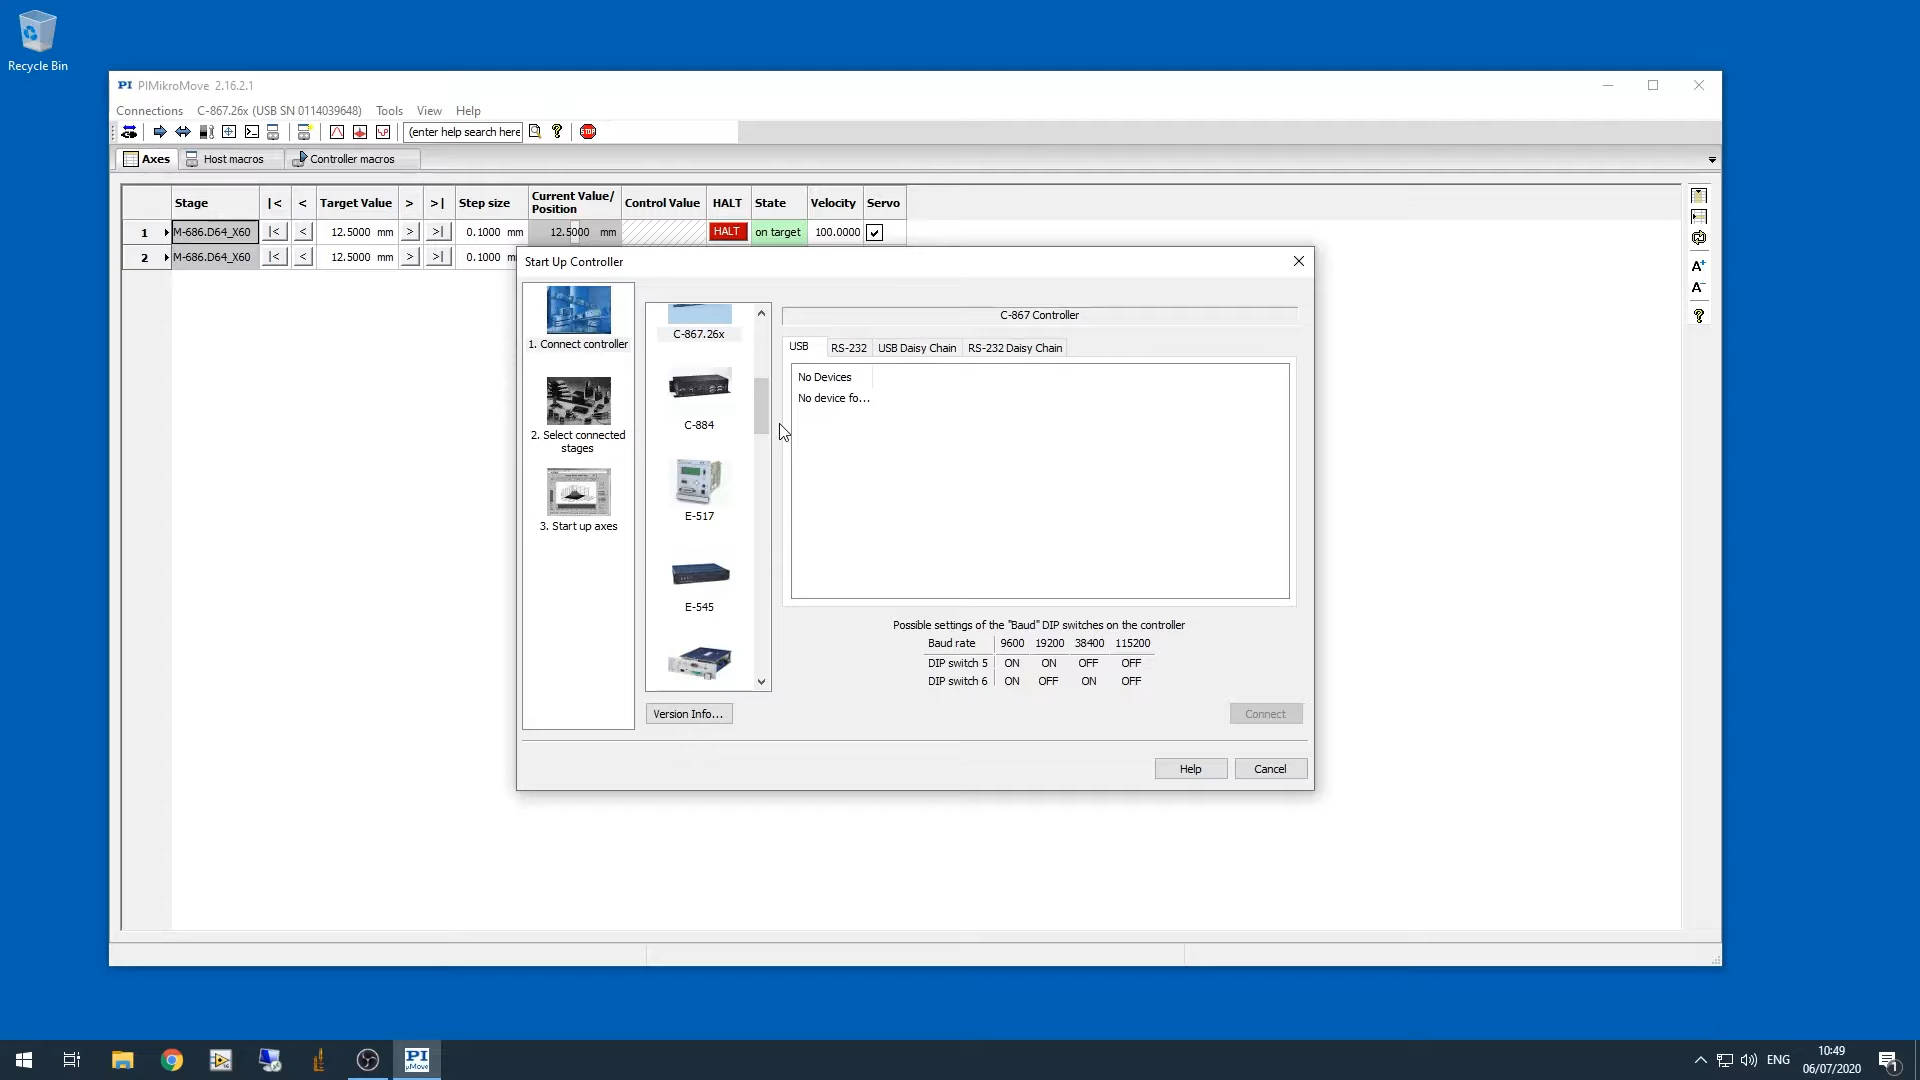 Recycle Bin
PI PIMikroMove 2.16.2.1
Connections C-867.26x (USB SN 0114039648) Tools View Help
(enter help search here STOP
Axes Host macros Controller macros
Stage |< < Target Value > >| Step size Current Value/ Position Control Value HALT State Velocity Servo
1 M-686.D64_X60 |< < 12.5000 mm > >| 0.1000 mm 12.5000 mm HALT on target 100.0000
2 M-686.D64_X60 |< < 12.5000 mm > >| 0.1000 mm
A+
A-
Start Up Controller
1. Connect controller
2. Select connected
stages
3. Start up axes
C-867.26x
C-884
E-517
E-545
Version Info...
C-867 Controller
USB RS-232 USB Daisy Chain RS-232 Daisy Chain
No Devices
No device fo...
Possible settings of the "Baud" DIP switches on the controller
Baud rate 9600 19200 38400 115200
DIP switch 5 ON ON OFF OFF
DIP switch 6 ON OFF ON OFF
Connect
Help Cancel
PI
µMove
ENG
10:49
06/07/2020
1